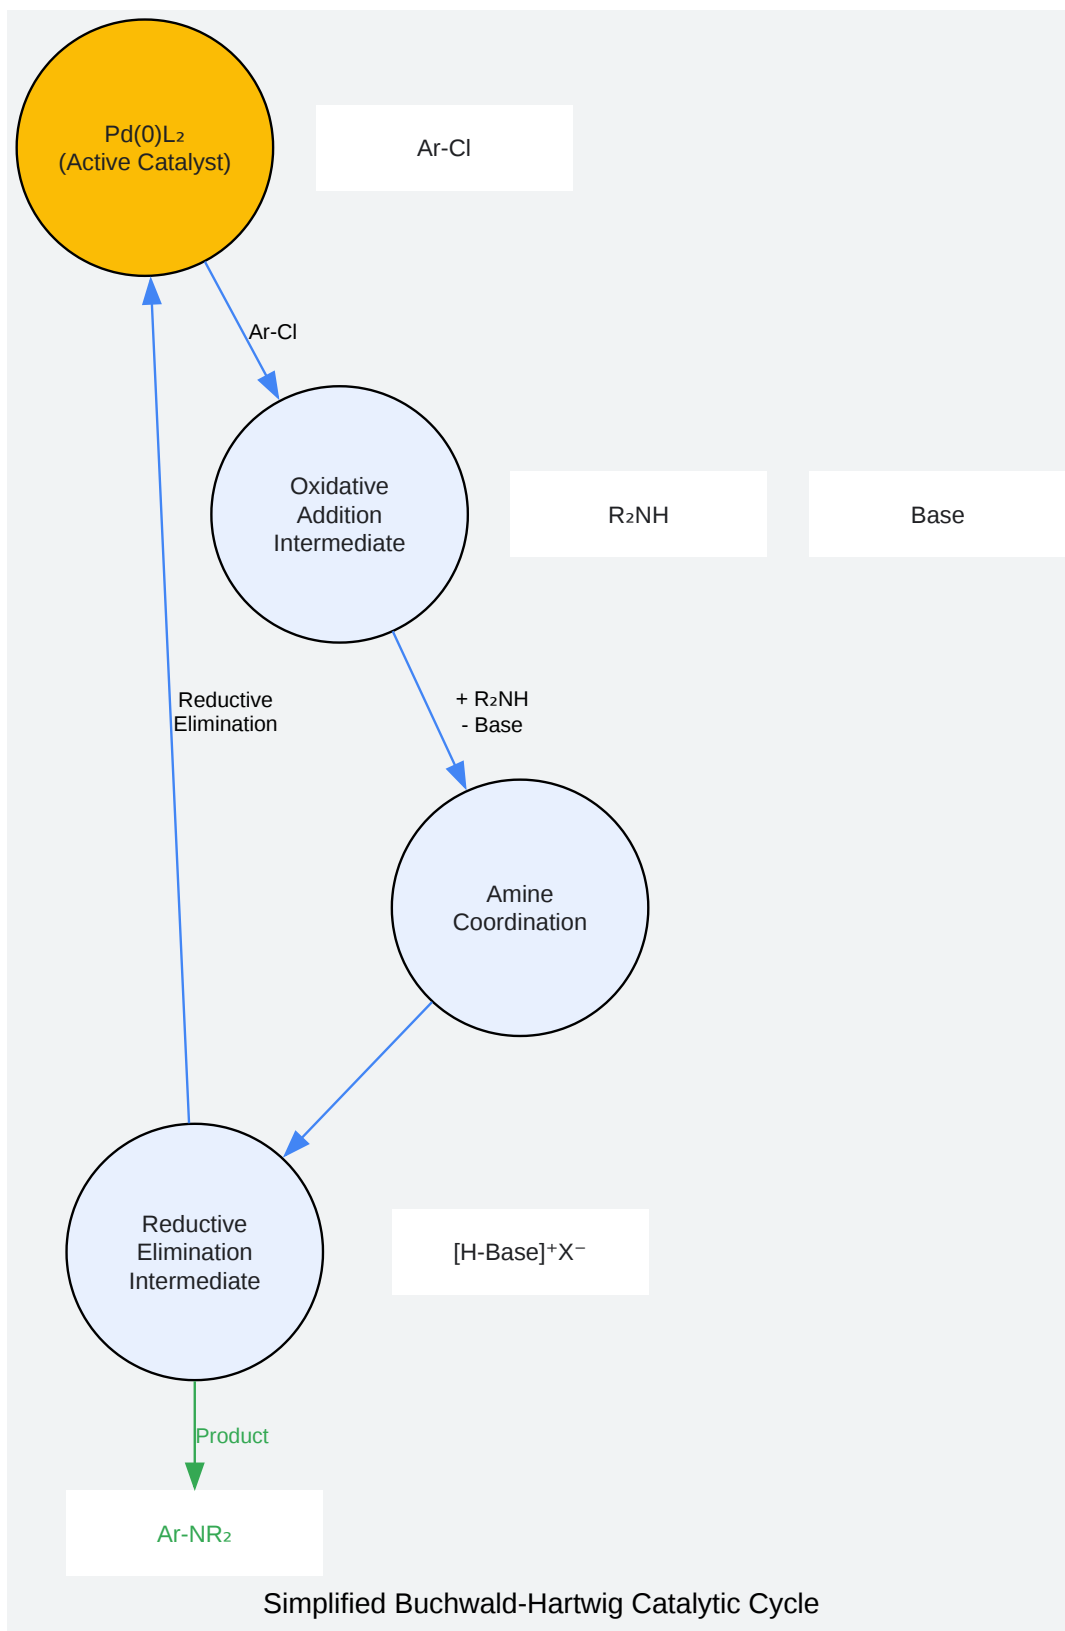 Pd(0)L₂
(Active Catalyst)
Ar-Cl
Ar-Cl
Oxidative
Addition
Intermediate
R₂NH
Base
Reductive
Elimination
+ R₂NH
- Base
Amine
Coordination
Reductive
Elimination
Intermediate
[H-Base]⁺X⁻
Product
Ar-NR₂
Simplified Buchwald-Hartwig Catalytic Cycle